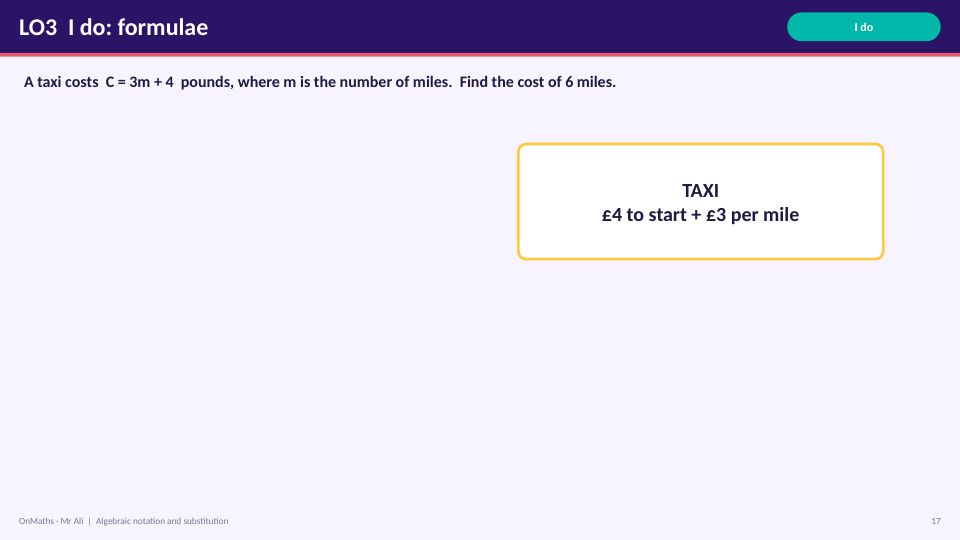 LO3  I do: formulae
I do
A taxi costs  C = 3m + 4  pounds, where m is the number of miles.  Find the cost of 6 miles.
TAXI
£4 to start + £3 per mile
OnMaths - Mr Ali  |  Algebraic notation and substitution
17